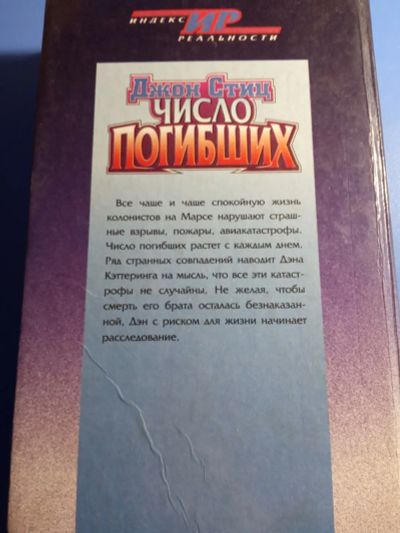 ИНДЕКС ИР РЕАЛЬНОСТИ
Джон Стиц
ЧИСЛО
ПОГИБШИХ
Все чаще и чаще спокойную жизнь
колонистов на Марсе нарушают страш-
ные взрывы, пожары, авиакатастрофы.
Число погибших растет с каждым днем.
Ряд странных совпадений наводит Дэна
Кэттеринга на мысль, что все эти катаст-
рофы не случайны. Не желая, чтобы
смерть его брата осталась безнаказан-
ной, Дэн с риском для жизни начинает
расследование.